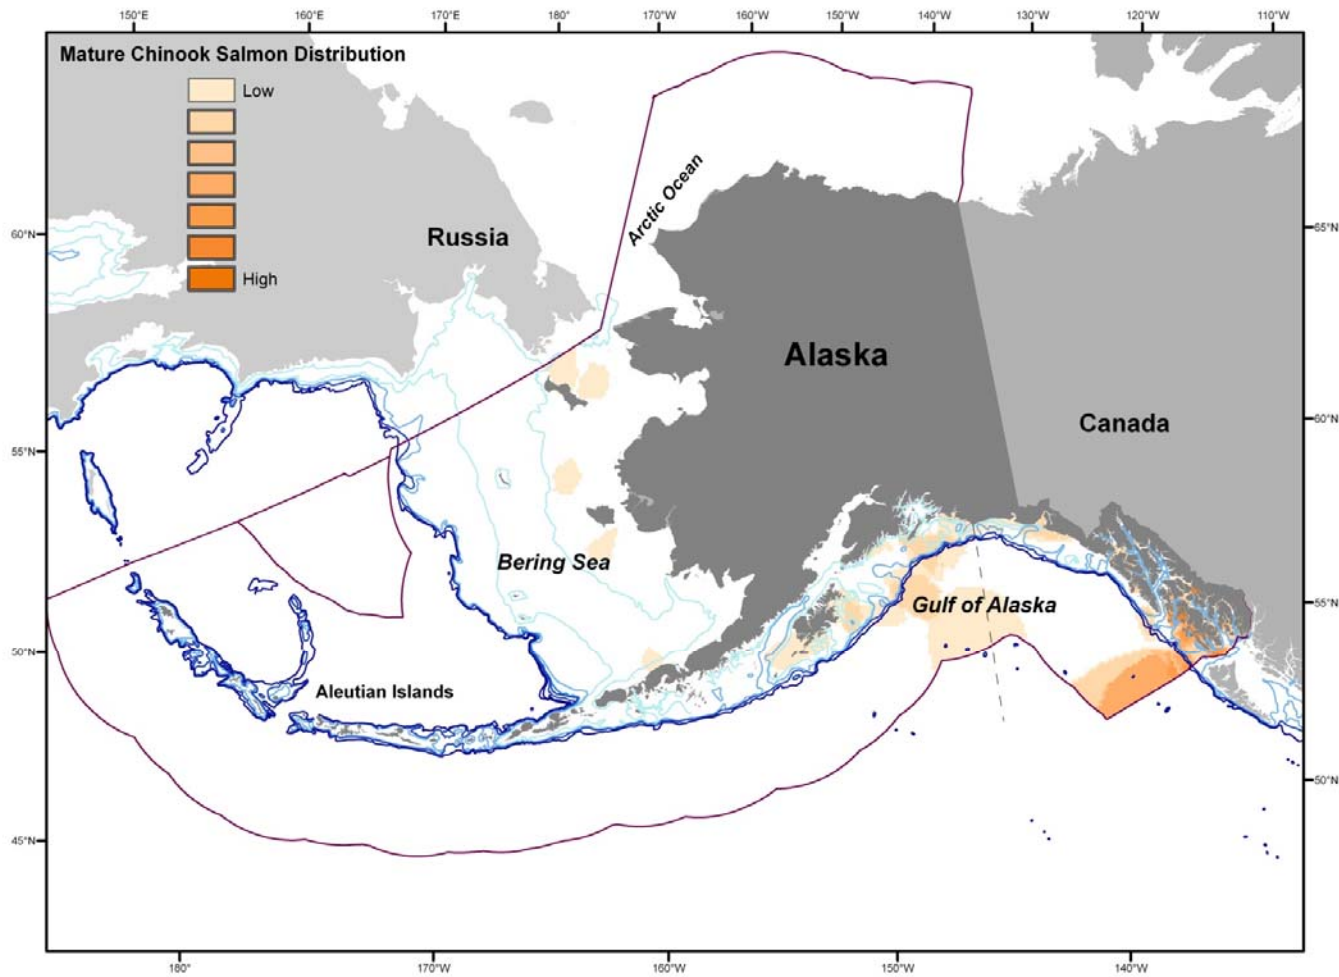 150°E 160°E 170°E 180° 170°W 160°W 150°W 140°W 130°W 120°W 110°W
Mature Chinook Salmon Distribution
Low
High
Arctic Ocean
Russia
60°N
65°N
Alaska
Canada
60°N
55°N
Bering Sea
Gulf of Alaska
55°N
50°N
Aleutian Islands
50°N
45°N
180° 170°W 160°W 150°W 140°W